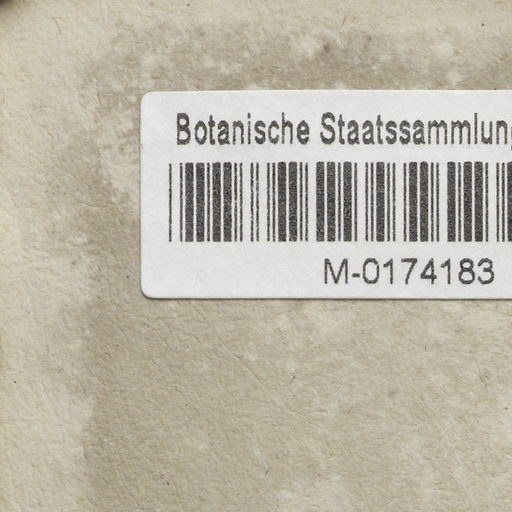 Botanische Staatssammlung
M-0174183